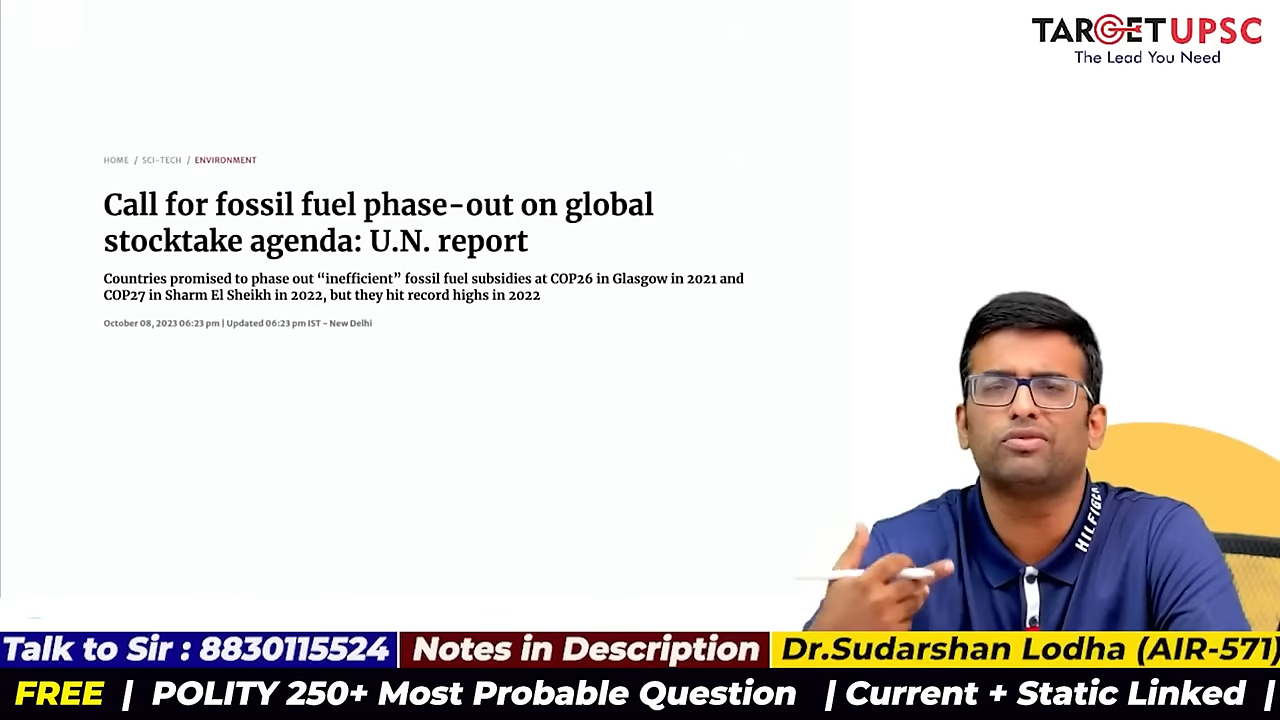 TARGET UPSC
The Lead You Need
HOME / SCI-TECH / ENVIRONMENT
Call for fossil fuel phase-out on global
stocktake agenda: U.N. report
Countries promised to phase out “inefficient” fossil fuel subsidies at COP26 in Glasgow in 2021 and
COP27 in Sharm El Sheikh in 2022, but they hit record highs in 2022
October 08, 2023 06:23 pm | Updated 06:23 pm IST - New Delhi
HILFIGER
Talk to Sir : 8830115524 Notes in Description Dr.Sudarshan Lodha (AIR-571)
FREE | POLITY 250+ Most Probable Question | Current + Static Linked |